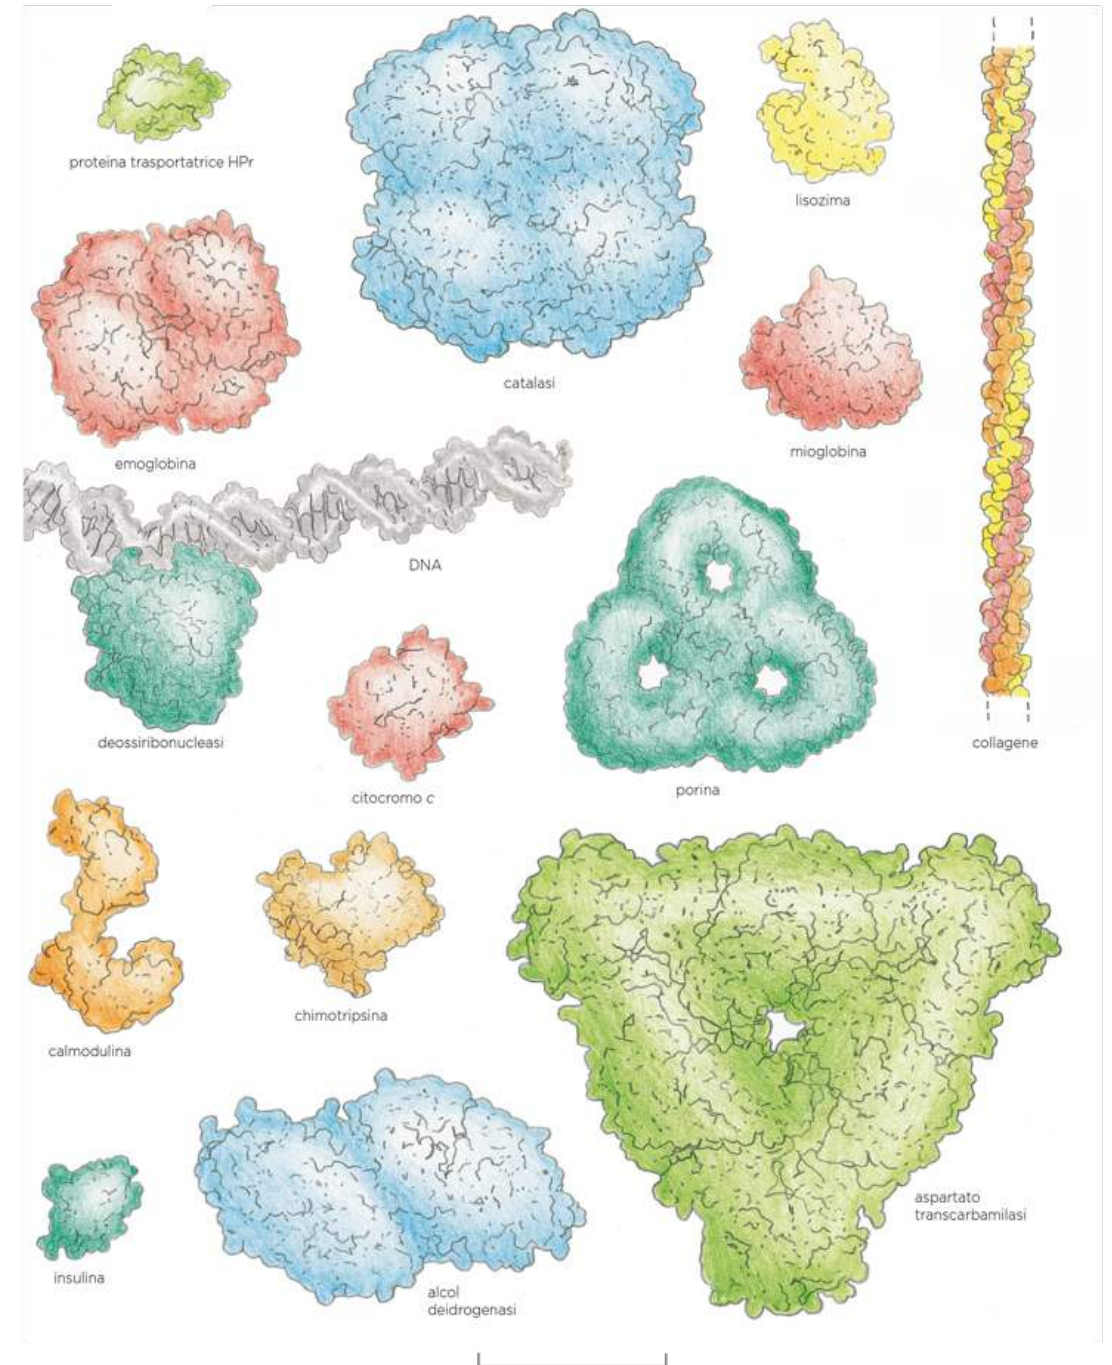 proteina trasportatrice HPr
lisozima
catalasi
mioglobina
emoglobina
DNA
deossiribonucleasi
collagene
citocromo c
porina
chimotripsina
calmodulina
aspartato
transcarbamilasi
insulina
alcol
deidrogenasi